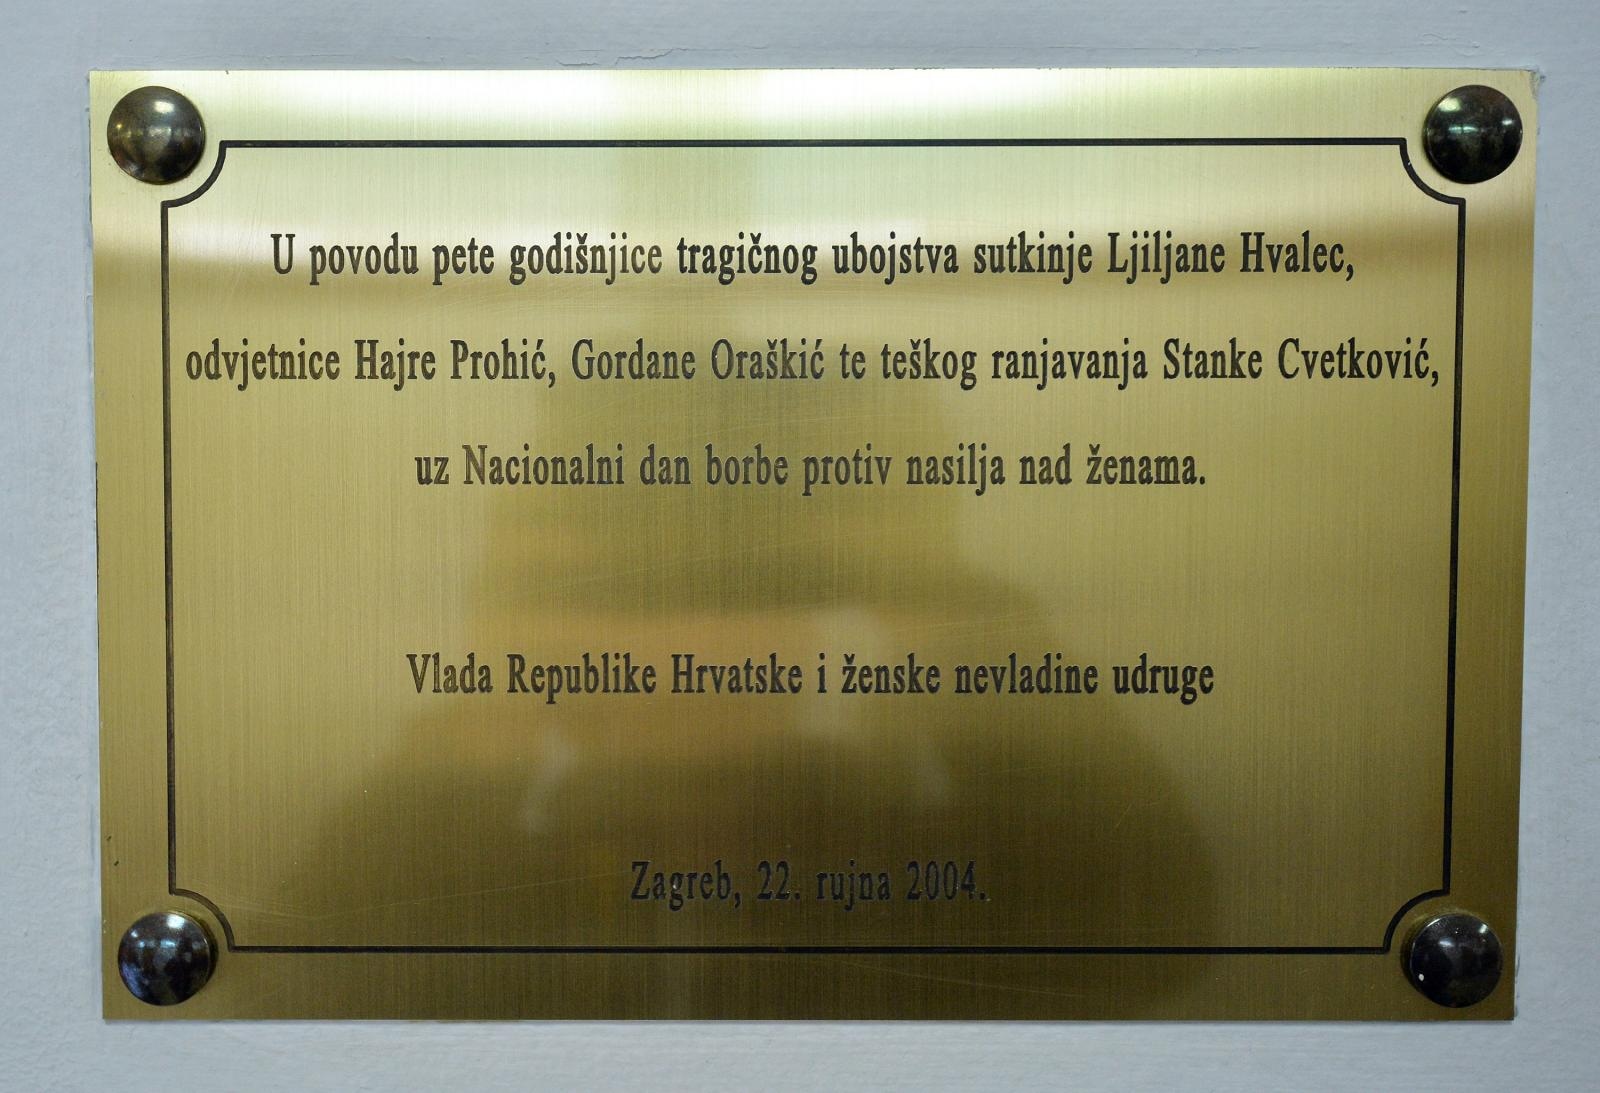 U povodu pete godišnjice tragičnog ubojstva sutkinje Ljiljane Hvalec,
odvjetnice Hajre Prohić, Gordane Oraškić te teškog ranjavanja Stanke Cvetković,
uz Nacionalni dan borbe protiv nasilja nad ženama.
Vlada Republike Hrvatske i ženske nevladine udruge
Zagreb, 22. rujna 2004.